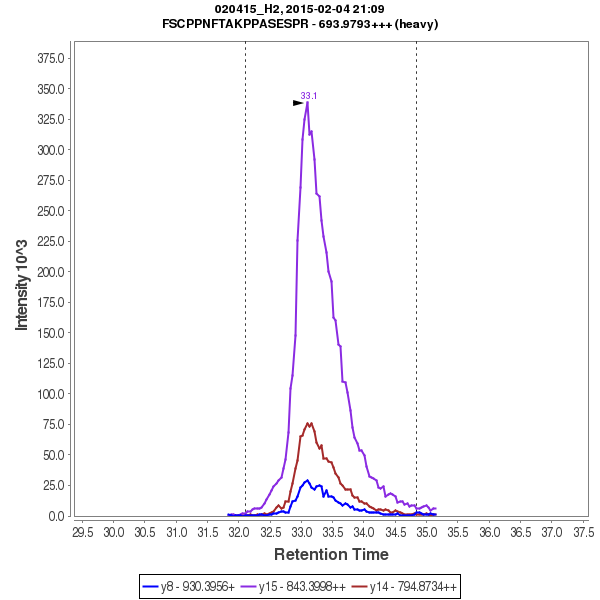 020415_H2, 2015-02-04 21:09
FSCPPNFTAKPPASESPR - 693.9793+++ (heavy)
33.1
375.0
350.0
325.0
300.0
275.0
250.0
225.0
200.0
175.0
150.0
125.0
100.0
75.0
50.0
25.0
0.0
Intensity 10^3
29.5 30.0 30.5 31.0 31.5 32.0 32.5 33.0 33.5 34.0 34.5 35.0 35.5 36.0 36.5 37.0 37.5
Retention Time
y8 - 930.3956+ y15 - 843.3998++ y14 - 794.8734++